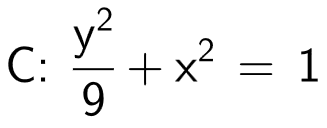 C: y²/9 + x² = 1